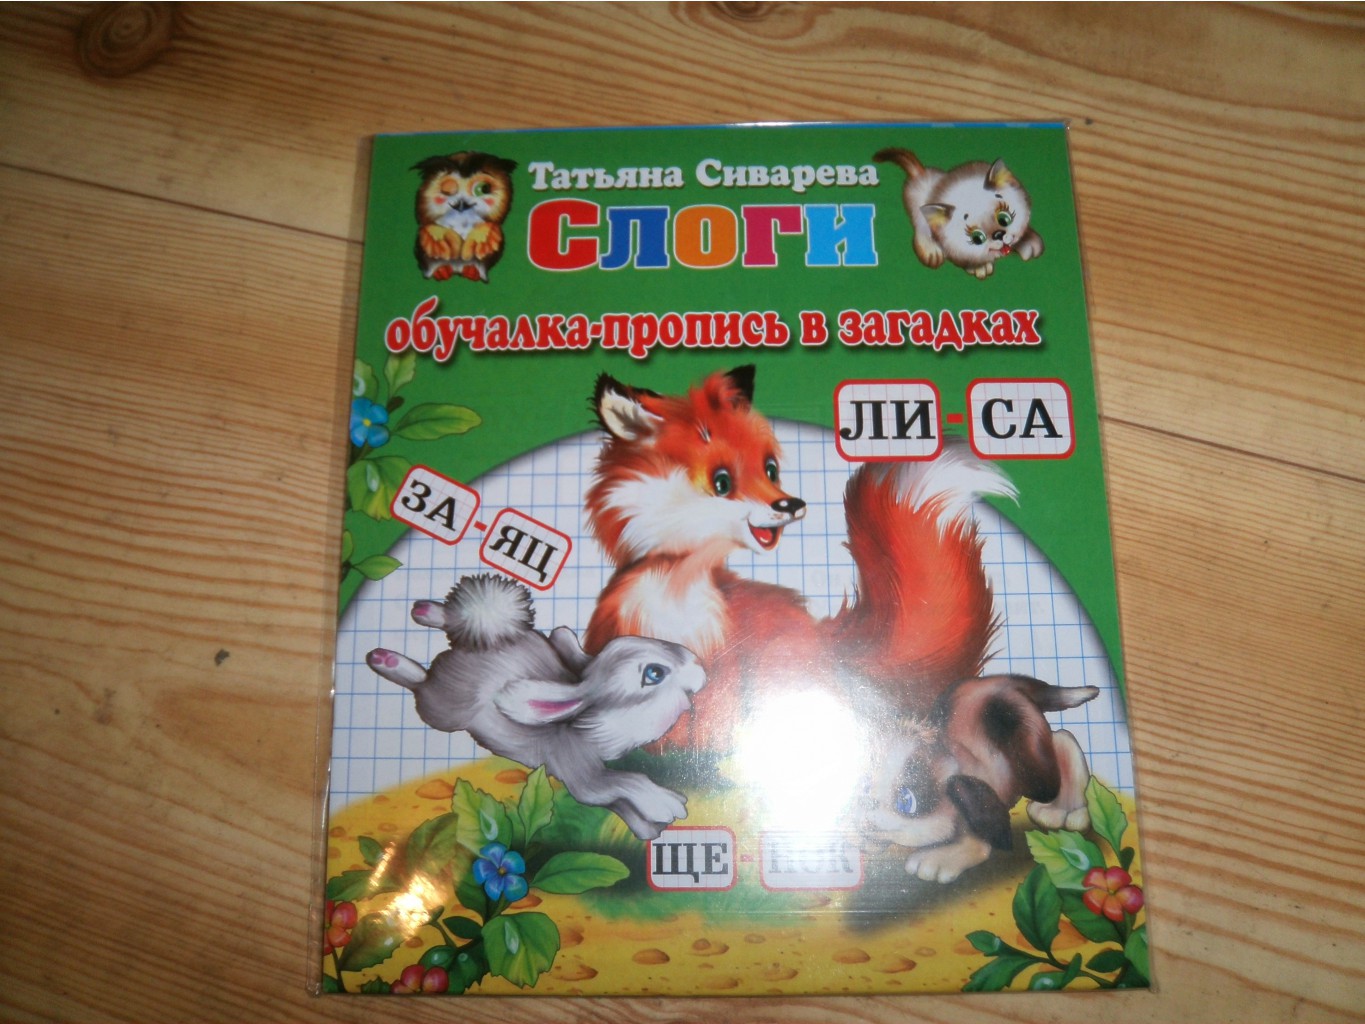 Татьяна Сиварева
Слоги
обучалка-пропись в загадках
ЛИ-СА
ЗА-ЯЦ
ЩЕ-НОК